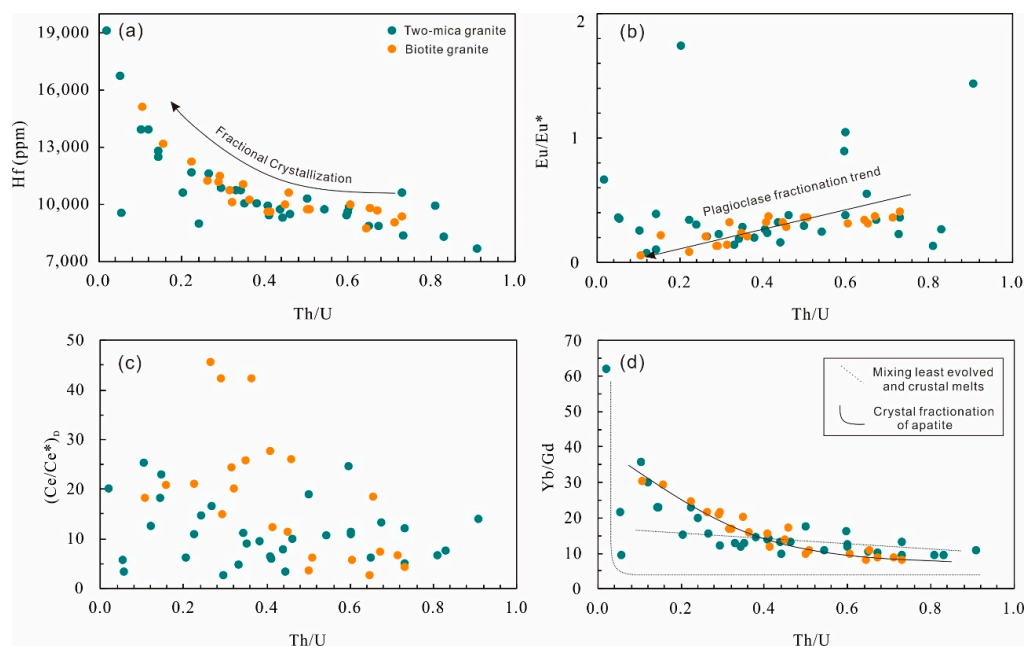 (a)
Two-mica granite
Biotite granite
19,000
16,000
13,000
10,000
7,000
Hf (ppm)
Fractional Crystallization
0.0
0.2
0.4
0.6
0.8
1.0
Th/U
(b)
2
1
0
Eu/Eu*
Plagioclase fractionation trend
0.0
0.2
0.4
0.6
0.8
1.0
Th/U
(c)
50
40
30
20
10
0
(Ce/Ce*)D
0.0
0.2
0.4
0.6
0.8
1.0
Th/U
(d)
70
60
50
40
30
20
10
0
Yb/Gd
Mixing least evolved
and crustal melts
Crystal fractionation
of apatite
0.0
0.2
0.4
0.6
0.8
1.0
Th/U